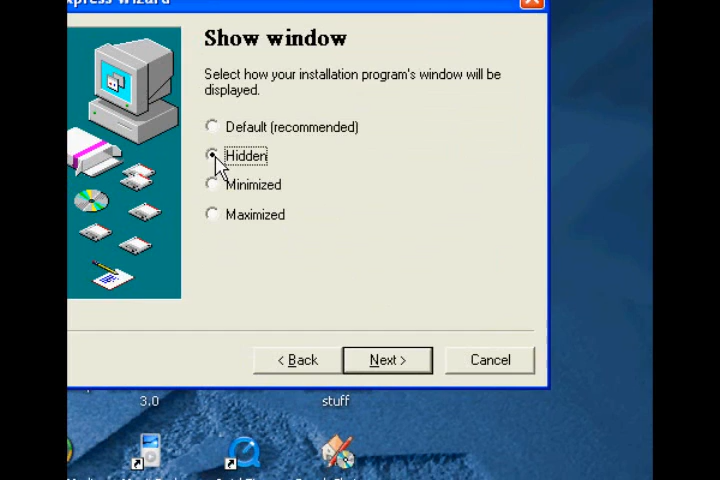 xpress Wizard
Show window
Select how your installation program's window will be
displayed.
Default (recommended)
Hidden
Minimized
Maximized
< Back
Next >
Cancel
3.0
stuff